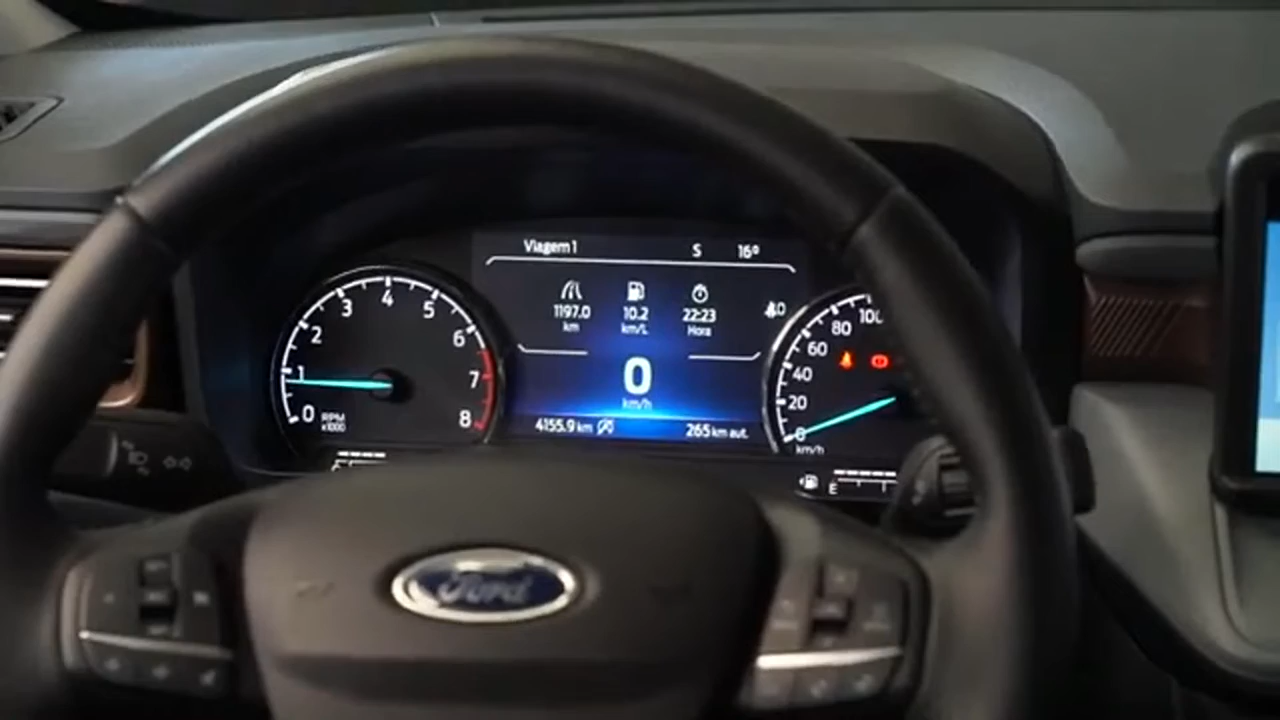 Viagem 1 S 16º
1197.0 10.2 22:23
km km/L Hora
0
km/h
4155.9 km 265 km aut.
0 1 2 3 4 5 6 7 8
RPM
x1000
0 20 40 60 80 100
km/h
E
Ford